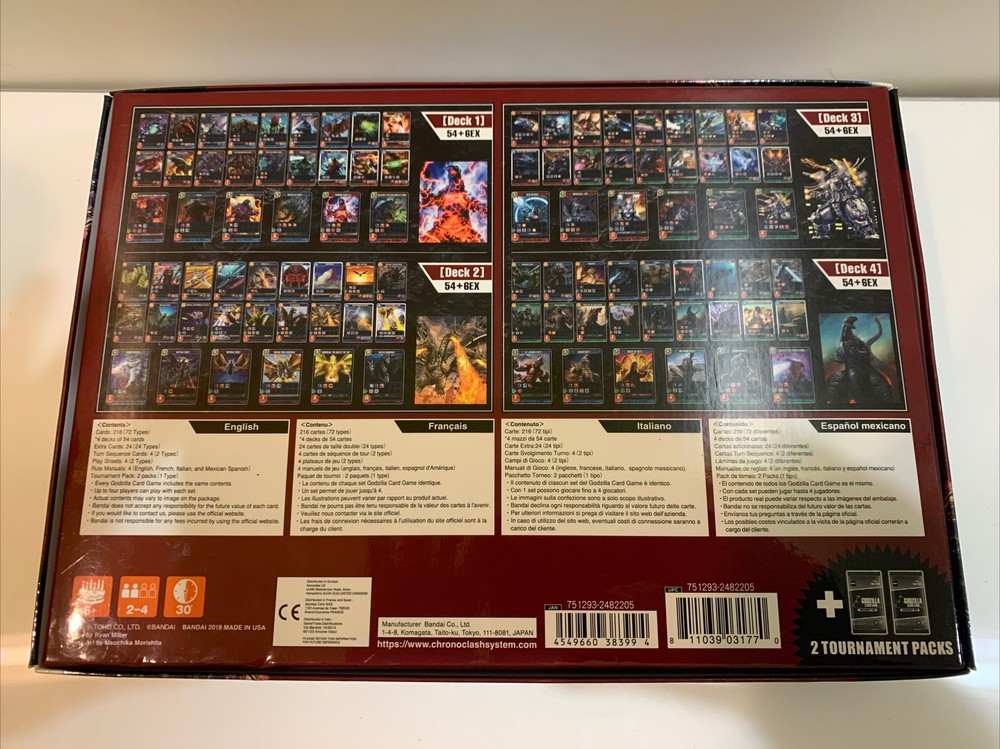 [Deck 1]
54+6EX
[Deck 3]
54+6EX
[Deck 2]
54+6EX
[Deck 4]
54+6EX
<Contents>
English
Cards: 216 (72 Types)
*4 decks of 54 cards
Extra Cards: 24 (24 Types)
Turn Sequence Cards: 4 (2 Types)
Play Sheets: 4 (2 Types)
Rule Manuals: 4 (English, French, Italian, and Mexican Spanish)
Tournament Pack: 2 packs (1 Type)
・Every Godzilla Card Game includes the same contents.
・Up to four players can play with each set.
・Actual contents may vary to image on the package.
・Bandai does not accept any responsibility for the future value of each card.
・If you would like to contact us, please use the official website.
・Bandai is not responsible for any fees incurred by using the official website.
<Contenu>
Français
216 cartes (72 types)
*4 decks de 54 cartes
24 cartes de taille double (24 types)
4 cartes de séquence de tour (2 types)
4 plateaux de jeu (2 types)
4 manuels de jeu (anglais, français, italien, espagnol d'Amérique)
Paquet de tournoi : 2 paquets (1 type)
・Le contenu de chaque set Godzilla Card Game identique.
・Un set permet de jouer jusqu'à 4.
・Les illustrations peuvent varier par rapport au produit actuel.
・Bandai ne pourra pas être tenu responsable de la valeur des cartes à l'avenir.
・Veuillez nous contacter via le site officiel.
・Les frais de connexion nécessaires à l'utilisation du site officiel sont à la
charge du client.
<Contenuto>
Italiano
Carte: 216 (72 tipi)
*4 mazzi da 54 carte
Carte Extra:24 (24 tipi)
Carte Svolgimento Turno: 4 (2 tipi)
Campi di Gioco: 4 (2 tipi)
Manuali di Gioco: 4 (inglese, francese, italiano, spagnolo messicano).
Pacchetto Torneo: 2 pacchetti (1 tipo)
・Il contenuto di ciascun set del Godzilla Card Game è identico.
・Con 1 set possono giocare fino a 4 giocatori.
・Le immagini sulla confezione sono a solo scopo illustrativo.
・Bandai declina ogni responsabilità riguardo al valore futuro delle carte.
・Per ulteriori informazioni si prega di visitare il sito web dell'azienda.
・In caso di utilizzo del sito web, eventuali costi di connessione saranno a
carico del client.
<Contenido>
Español mexicano
Cartas: 216 (72 diferentes)
4 decks de 54 cartas
Cartas adicionales: 24 (24 diferentes)
Cartas Turn Sequence: 4 (2 diferentes)
Láminas de juego: 4 (2 diferentes)
Manuales de reglas: 4 (en inglés, francés, italiano y español mexicano)
Pack de torneo: 2 Packs (1 tipo)
・El contenido de todos los Godzilla Card Game es el mismo.
・Con cada set pueden jugar hasta 4 jugadores.
・El producto real puede variar respecto a las imágenes del embalaje.
・Bandai no se responsabiliza del futuro valor de las cartas.
・Envíanos tus preguntas a través de la página oficial.
・Los posibles costos vinculados a la visita de la página oficial correrán a
cargo del client.
2-4
30
TOHO CO., LTD. ©BANDAI BANDAI 2019 MADE IN USA
by Ryan Miller
Art by Masochika Morishita
CE
Manufacturer Bandai Co., Ltd.
1-4-8, Komagata, Taito-ku, Tokyo, 111-8081, JAPAN
https://www.chronoclashsystem.com
JAN
751293-2482205
4549660 38399 4
UPC
751293-2482205
8 11039 03177 0
+
GODZILLA
GODZILLA
2 TOURNAMENT PACKS